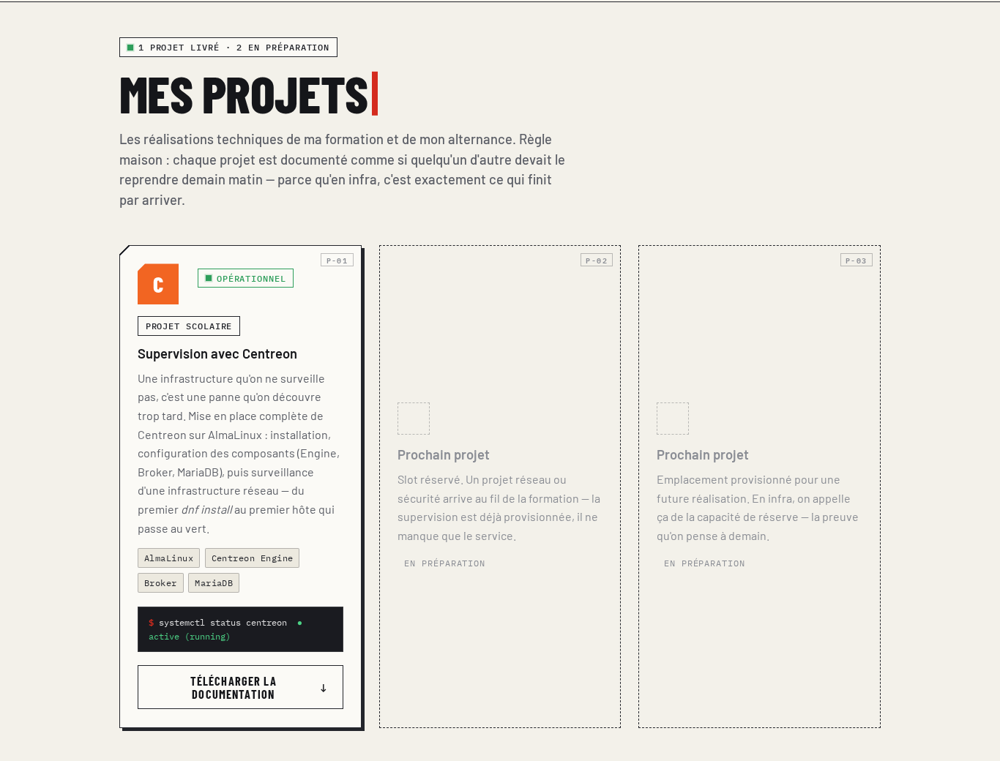 1 PROJET LIVRÉ · 2 EN PRÉPARATION
MES PROJETS
Les réalisations techniques de ma formation et de mon alternance. Règle
maison : chaque projet est documenté comme si quelqu'un d'autre devait le
reprendre demain matin — parce qu'en infra, c'est exactement ce qui finit
par arriver.
P-01
C
OPÉRATIONNEL
PROJET SCOLAIRE
Supervision avec Centreon
Une infrastructure qu'on ne surveille
pas, c'est une panne qu'on découvre
trop tard. Mise en place complète de
Centreon sur AlmaLinux : installation,
configuration des composants (Engine,
Broker, MariaDB), puis surveillance
d'une infrastructure réseau — du
premier dnf install au premier hôte qui
passe au vert.
AlmaLinux
Centreon Engine
Broker
MariaDB
$ systemctl status centreon ●
active (running)
TÉLÉCHARGER LA
DOCUMENTATION ↓
P-02
Prochain projet
Slot réservé. Un projet réseau ou
sécurité arrive au fil de la formation — la
supervision est déjà provisionnée, il ne
manque que le service.
EN PRÉPARATION
P-03
Prochain projet
Emplacement provisionné pour une
future réalisation. En infra, on appelle
ça de la capacité de réserve — la preuve
qu'on pense à demain.
EN PRÉPARATION